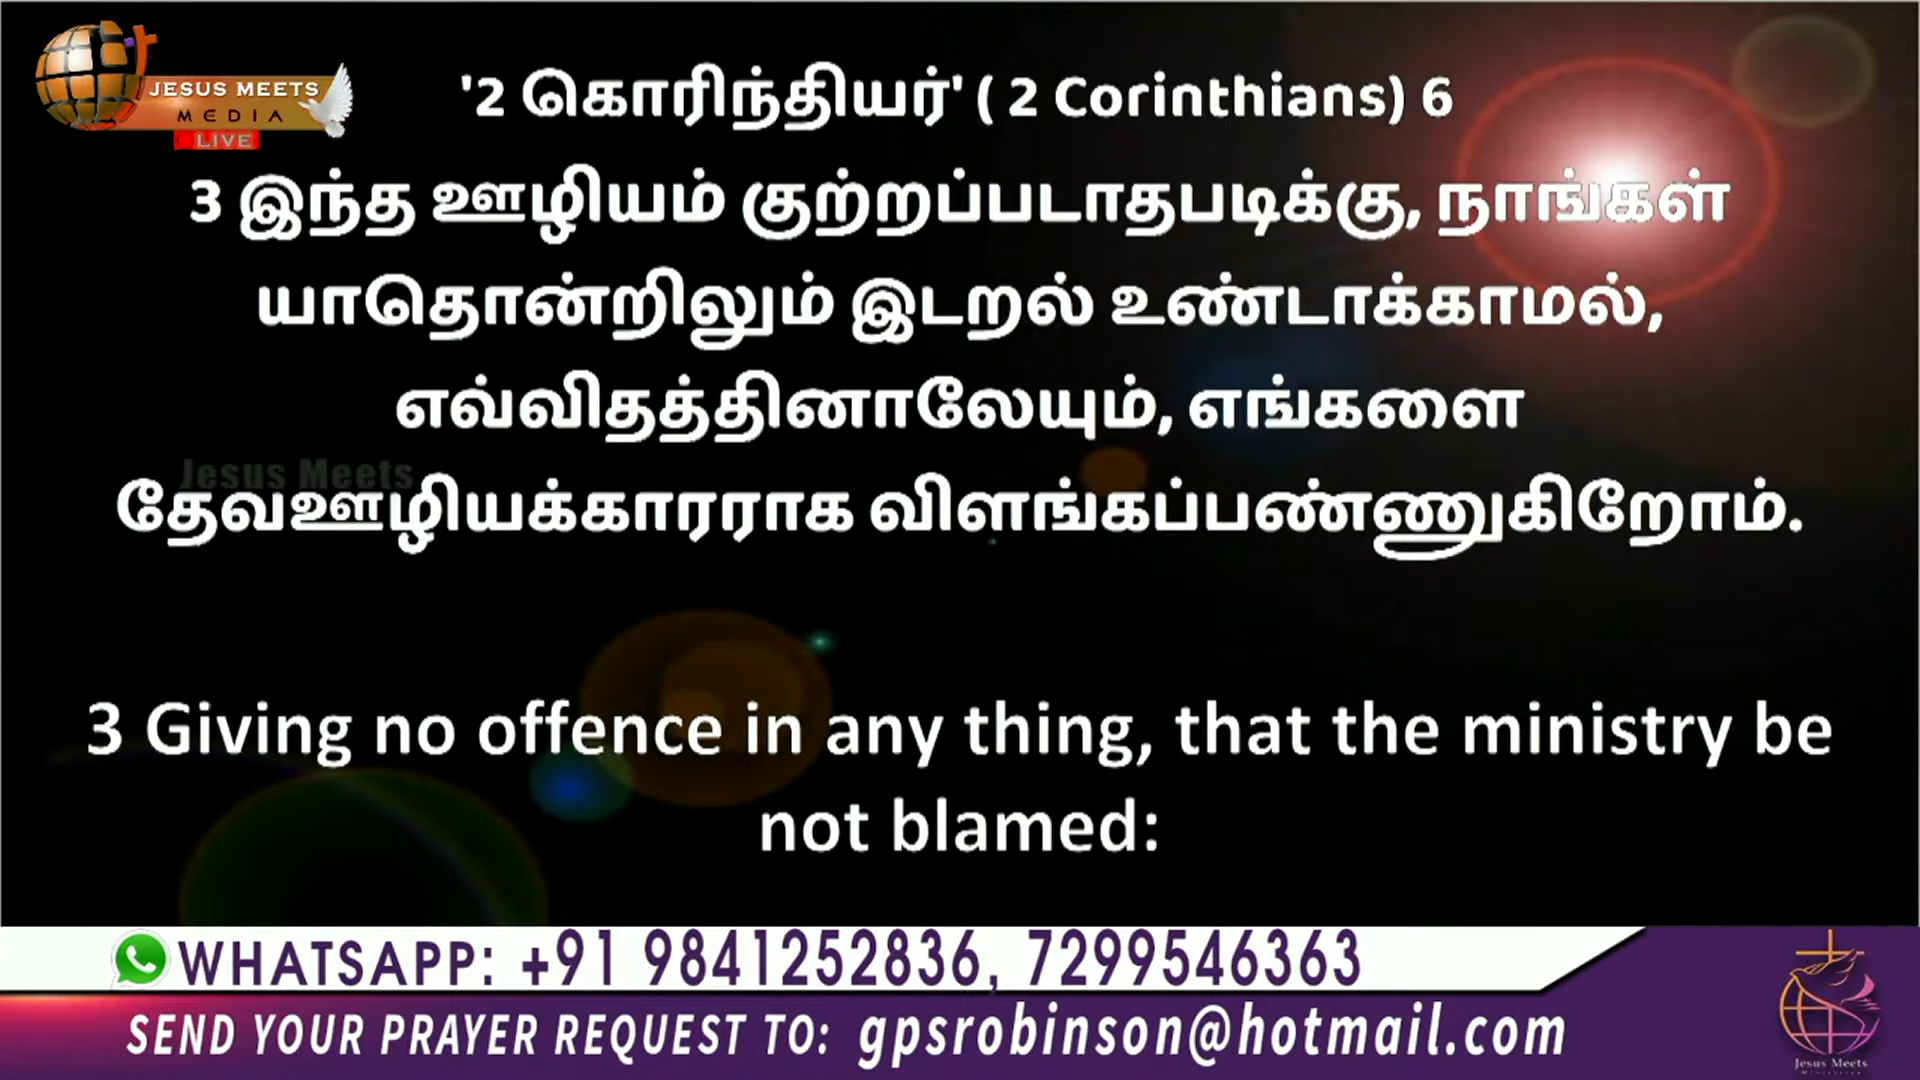 JESUS MEETS
MEDIA
LIVE
'2 கொரிந்தியர்' ( 2 Corinthians) 6
3 இந்த ஊழியம் குற்றப்படாதபடிக்கு, நாங்கள்
யாதொன்றிலும் இடறல் உண்டாக்காமல்,
எவ்விதத்தினாலேயும், எங்களை
Jesus Meets
தேவஊழியக்காரராக விளங்கப்பண்ணுகிறோம்.
3 Giving no offence in any thing, that the ministry be
not blamed:
WHATSAPP: +91 9841252836, 7299546363
SEND YOUR PRAYER REQUEST TO: gpsrobinson@hotmail.com
Jesus Meets